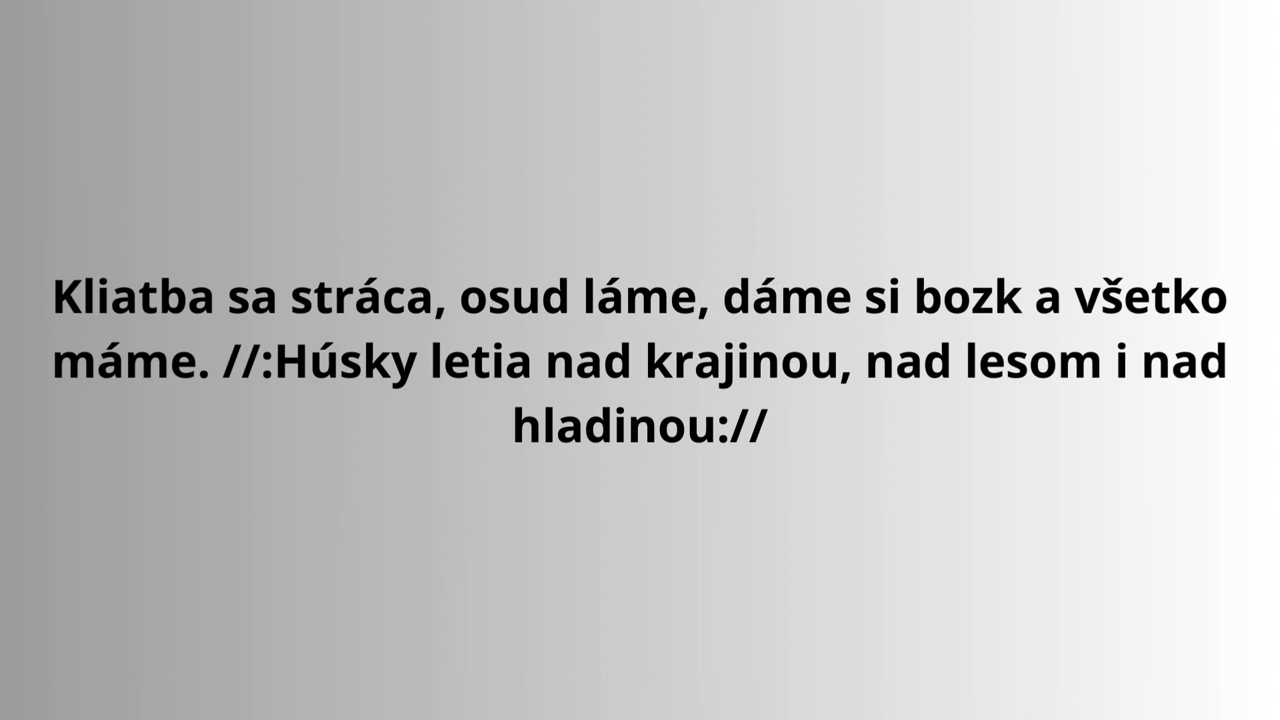 Kliatba sa stráca, osud láme, dáme si bozk a všetko
máme. //:Húsky letia nad krajinou, nad lesom i nad
hladinou://